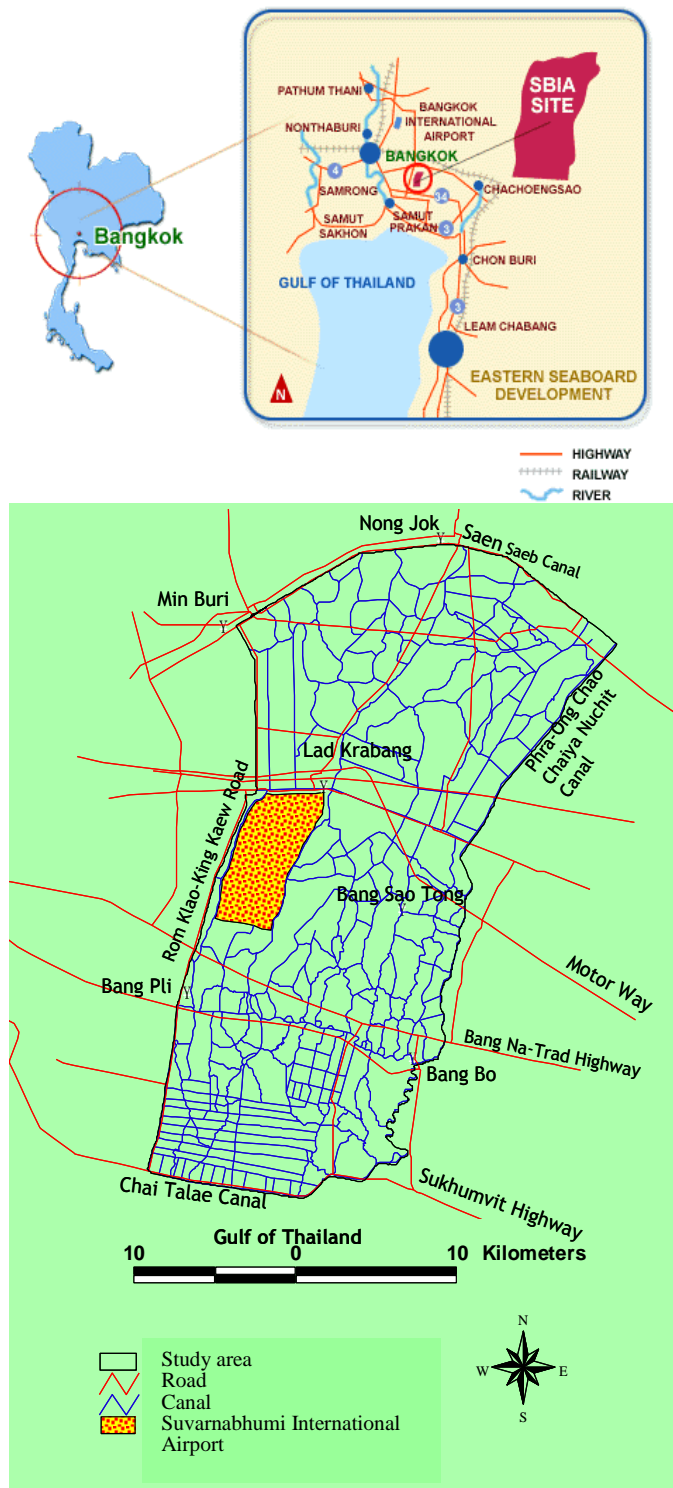 SBIA
SITE
PATHUM THANI
BANGKOK
INTERNATIONAL
AIRPORT
NONTHABURI
BANGKOK
4
SAMRONG
34
CHACHOENGSAO
SAMUT
SAKHON
SAMUT
PRAKAN
3
Bangkok
CHON BURI
GULF OF THAILAND
3
LEAM CHABANG
EASTERN SEABOARD
DEVELOPMENT
N
HIGHWAY
RAILWAY
RIVER
Nong Jok
Saen Saeb Canal
Y
Min Buri
Y
Phra-Ong Chao
Chaiya Nuchit
Canal
Lad Krabang
Y
Rom Klao-King Kaew Road
Bang Sao Tong
Motor Way
Bang Pli
Y
Bang Na-Trad Highway
Bang Bo
Chai Talae Canal
Sukhumvit Highway
Gulf of Thailand
10 0 10 Kilometers
Study area
Road
Canal
Suvarnabhumi International
Airport
N
W E
S